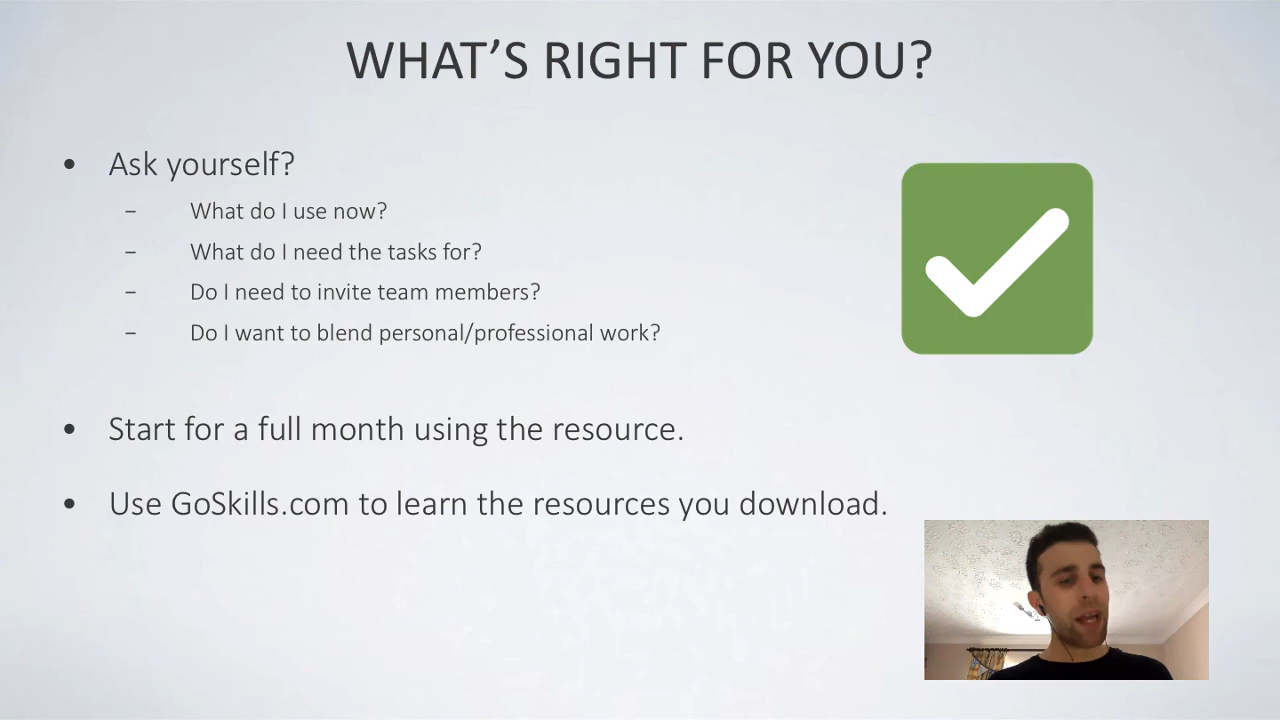 WHAT’S RIGHT FOR YOU?
• Ask yourself?
– What do I use now?
– What do I need the tasks for?
– Do I need to invite team members?
– Do I want to blend personal/professional work?
• Start for a full month using the resource.
• Use GoSkills.com to learn the resources you download.